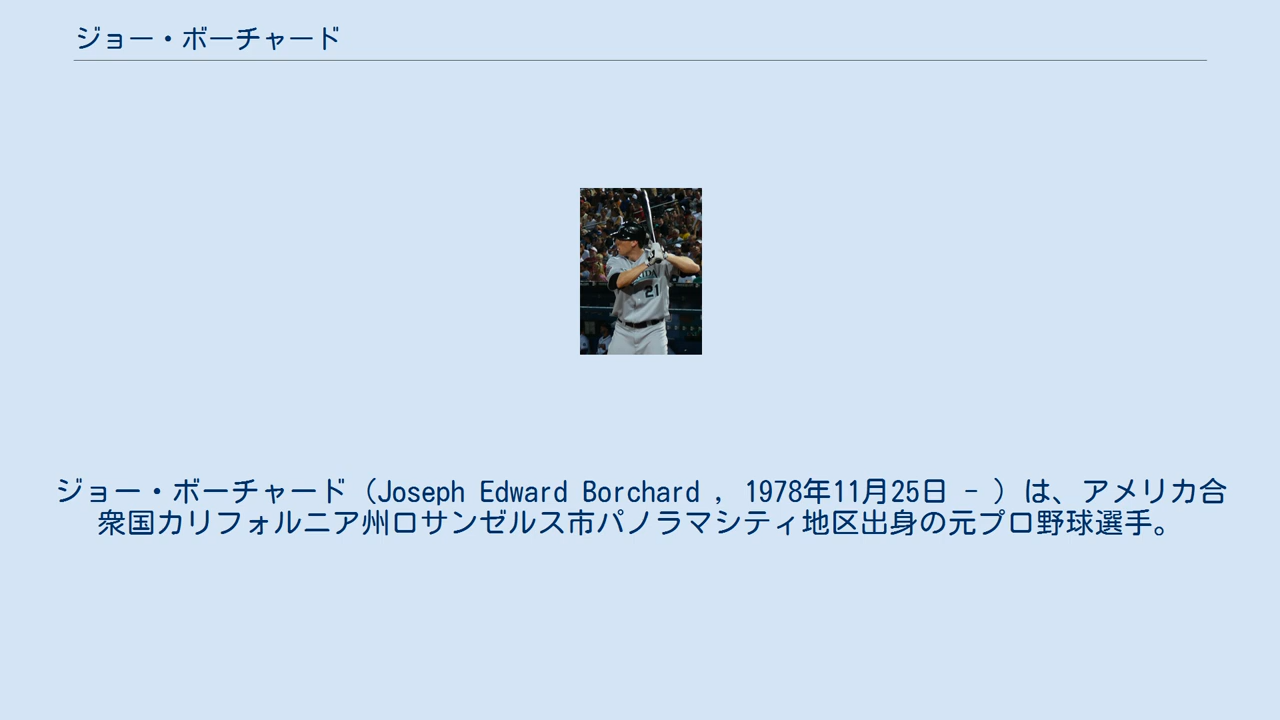 ジョー・ボーチャード
21
ジョー・ボーチャード（Joseph Edward Borchard , 1978年11月25日 - ）は、アメリカ合
衆国カリフォルニア州ロサンゼルス市パノラマシティ地区出身の元プロ野球選手。